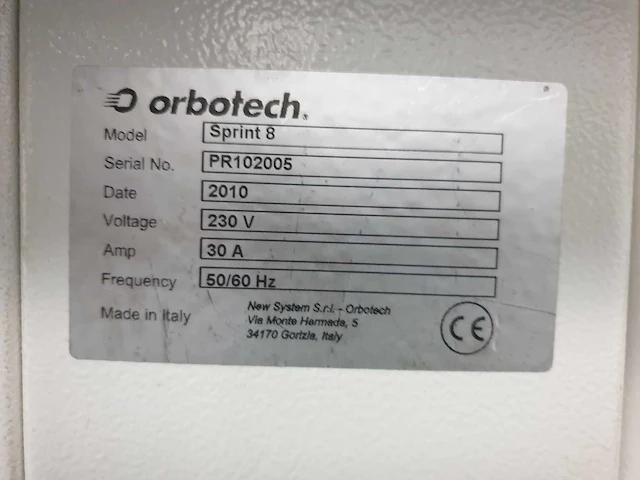 orbotech
Model Sprint 8
Serial No. PR102005
Date 2010
Voltage 230 V
Amp 30 A
Frequency 50/60 Hz
Made in Italy
New System S.r.l. - Orbotech
Via Monte Hermada, 5
34170 Gorizia, Italy
CE